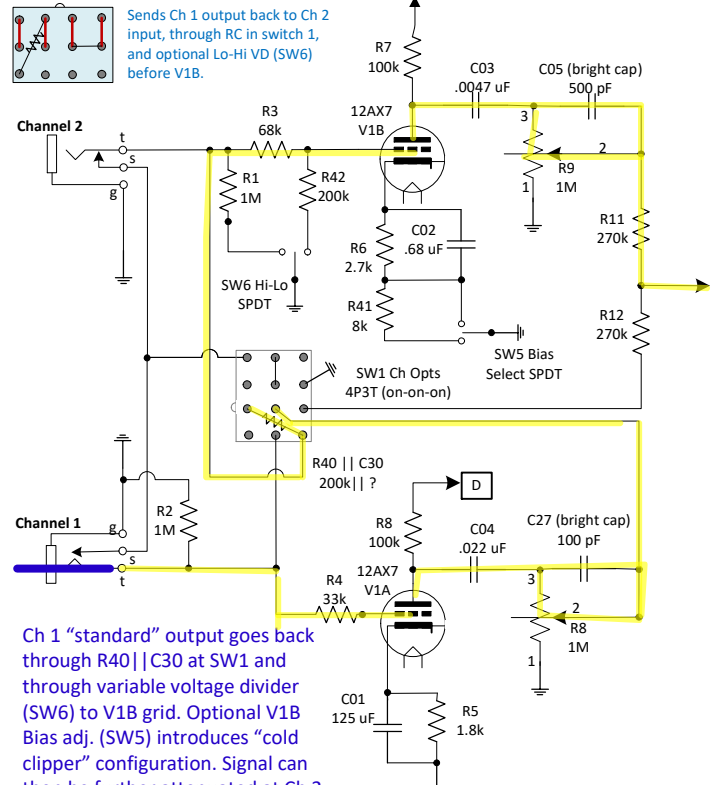 Sends Ch 1 output back to Ch 2
input, through RC in switch 1,
and optional Lo-Hi VD (SW6)
before V1B.
R7
100k
C03
.0047 uF
C05 (bright cap)
500 pF
Channel 2
t
s
g
R3
68k
12AX7
V1B
3
2
1
R9
1M
R1
1M
R42
200k
R11
270k
C02
.68 uF
R6
2.7k
SW6 Hi-Lo
SPDT
R41
8k
R12
270k
SW5 Bias
Select SPDT
SW1 Ch Opts
4P3T (on-on-on)
R40 || C30
200k|| ?
D
Channel 1
g
s
t
R2
1M
R8
100k
C04
.022 uF
C27 (bright cap)
100 pF
R4
33k
12AX7
V1A
3
2
1
R8
1M
Ch 1 “standard” output goes back
through R40||C30 at SW1 and
through variable voltage divider
(SW6) to V1B grid. Optional V1B
Bias adj. (SW5) introduces “cold
clipper” configuration. Signal can
then be further attenuated at Ch 2
C01
125 uF
R5
1.8k